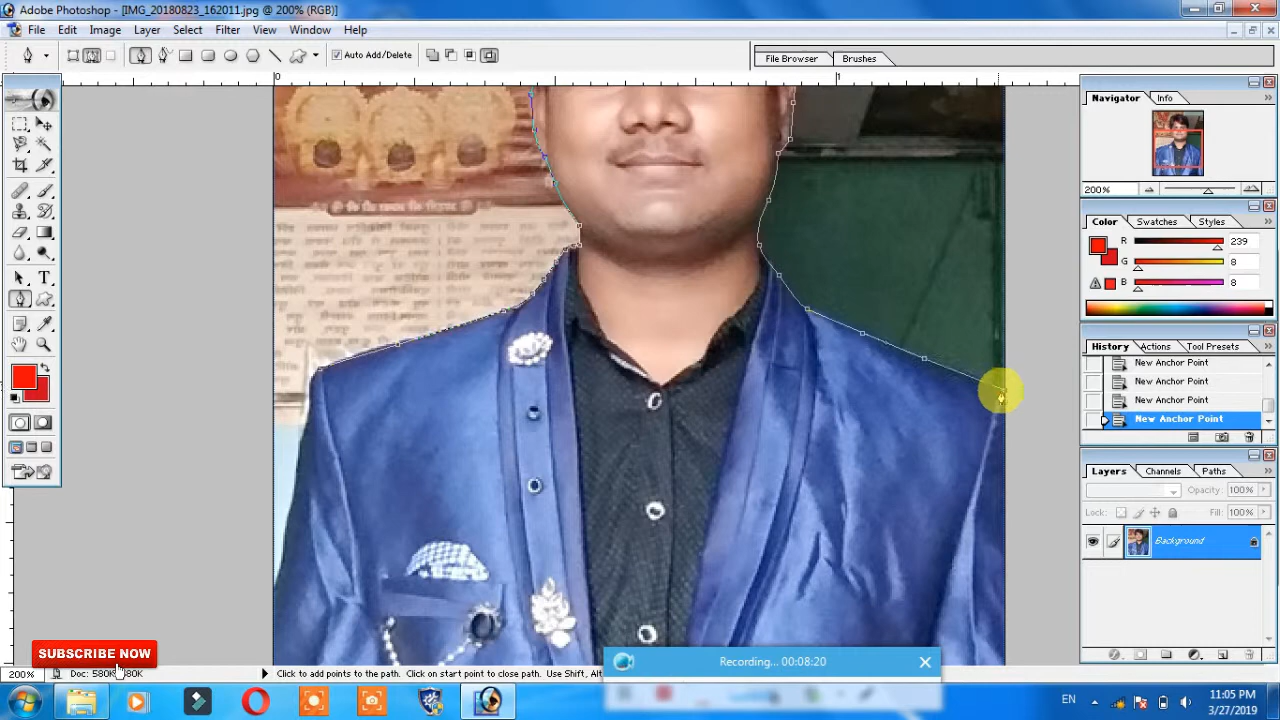 Adobe Photoshop - [IMG_20180823_162011.jpg @ 200% (RGB)]
File Edit Image Layer Select Filter View Window Help
Auto Add/Delete
File Browser Brushes
0 1
Navigator Info
200%
Color Swatches Styles
R 239
G 8
B 8
History Actions Tool Presets
New Anchor Point
New Anchor Point
New Anchor Point
New Anchor Point
Layers Channels Paths
Opacity: 100%
Lock: Fill: 100%
Background
SUBSCRIBE NOW
Recording... 00:08:20
200% Doc: Click to add points to the path. Click on start point to close path. Use Shift, Alt
EN
11:05 PM
3/27/2019